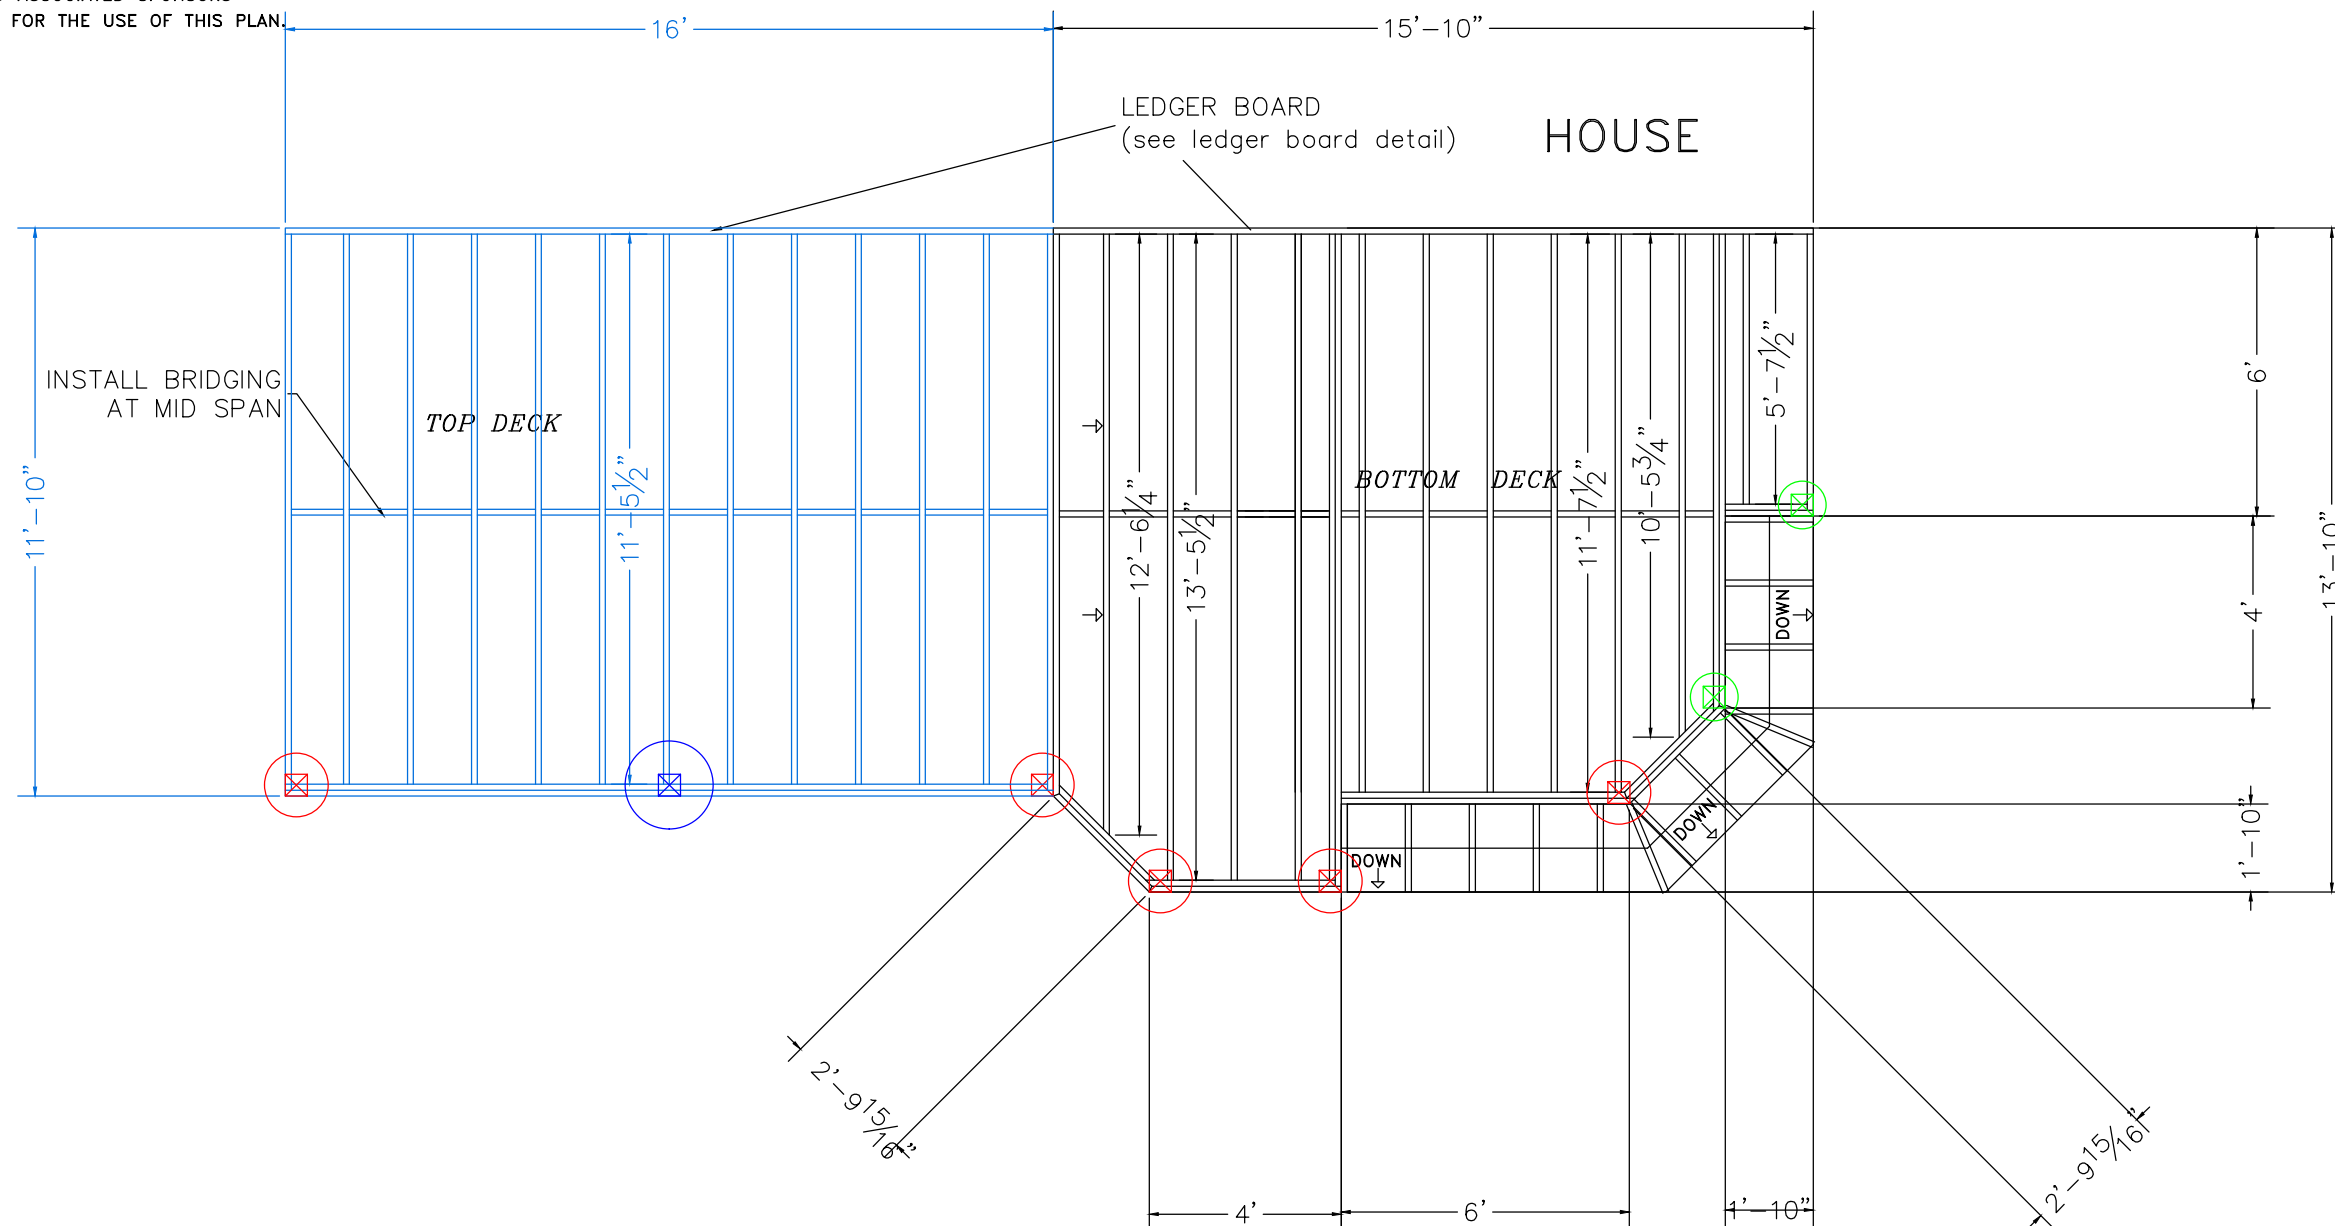 FOR THE USE OF THIS PLAN.
16'
15'-10"
LEDGER BOARD
(see ledger board detail)
HOUSE
INSTALL BRIDGING
AT MID SPAN
TOP DECK
BOTTOM DECK
11'-10"
11'-5½"
12'-6¼"
13'-5½"
11'-7½"
10'-5¾"
5'-7½"
6'
4'
13'-10"
1'-10"
DOWN
DOWN
DOWN
2'-9 15/16"
2'-9 15/16"
4'
6'
1'-10"